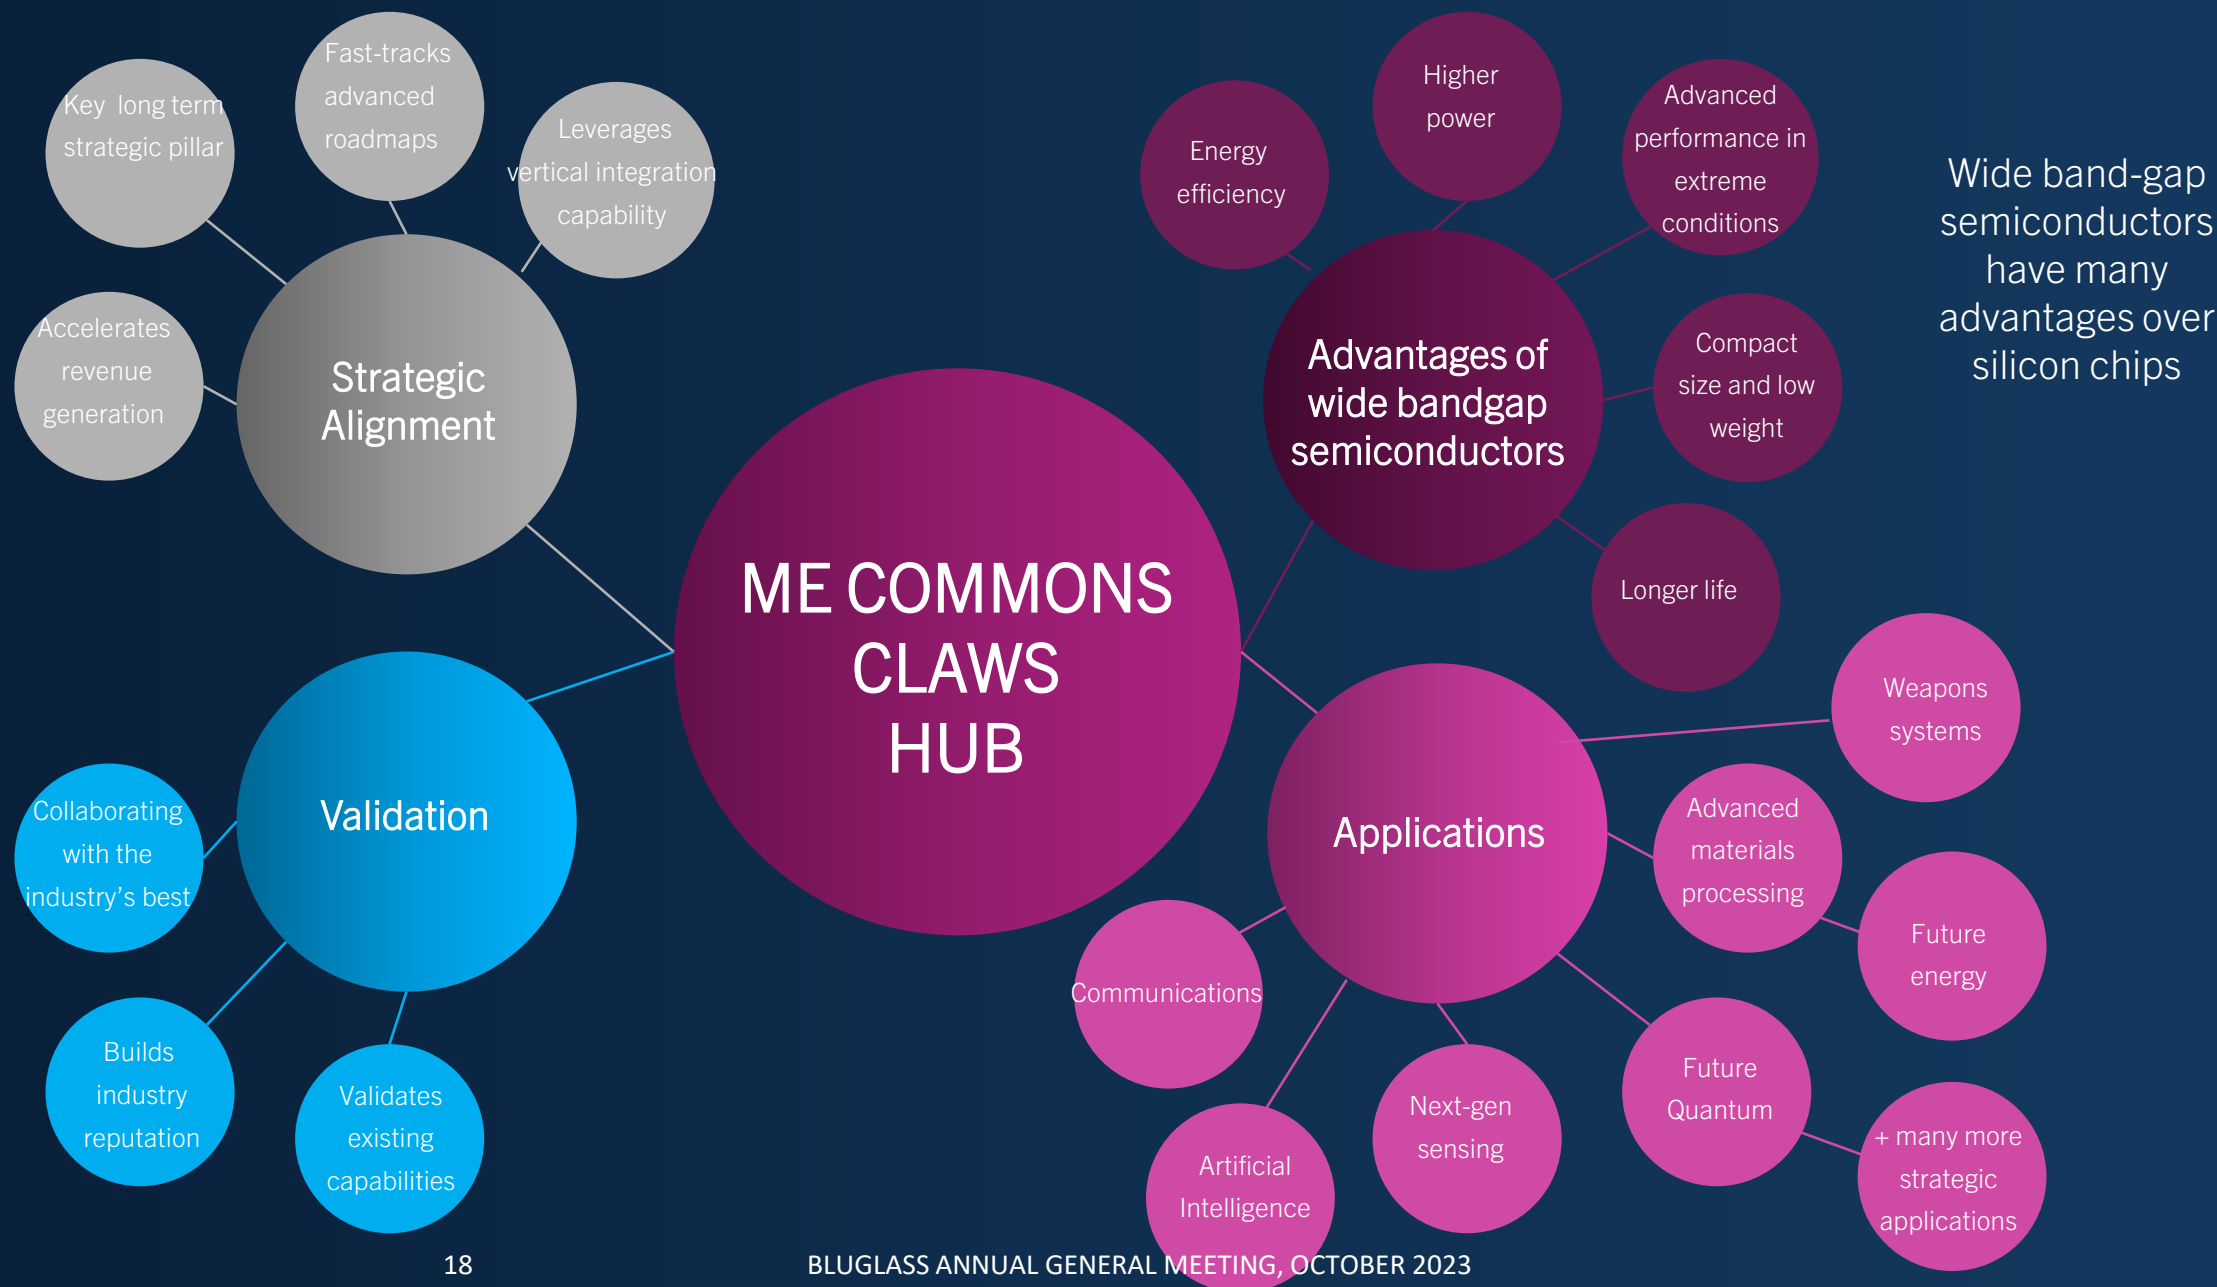 Fast-tracks
advanced
roadmaps
Key long term
strategic pillar
Leverages
vertical integration
capability
Accelerates
revenue
generation
Strategic
Alignment
Higher
power
Energy
efficiency
Advanced
performance in
extreme
conditions
Compact
size and low
weight
Longer life
Advantages of
wide bandgap
semiconductors
Wide band-gap
semiconductors
have many
advantages over
silicon chips
ME COMMONS
CLAWS
HUB
Validation
Collaborating
with the
industry’s best
Builds
industry
reputation
Validates
existing
capabilities
Applications
Weapons
systems
Advanced
materials
processing
Future
energy
Future
Quantum
+ many more
strategic
applications
Next-gen
sensing
Artificial
Intelligence
Communications
18
BLUGLASS ANNUAL GENERAL MEETING, OCTOBER 2023